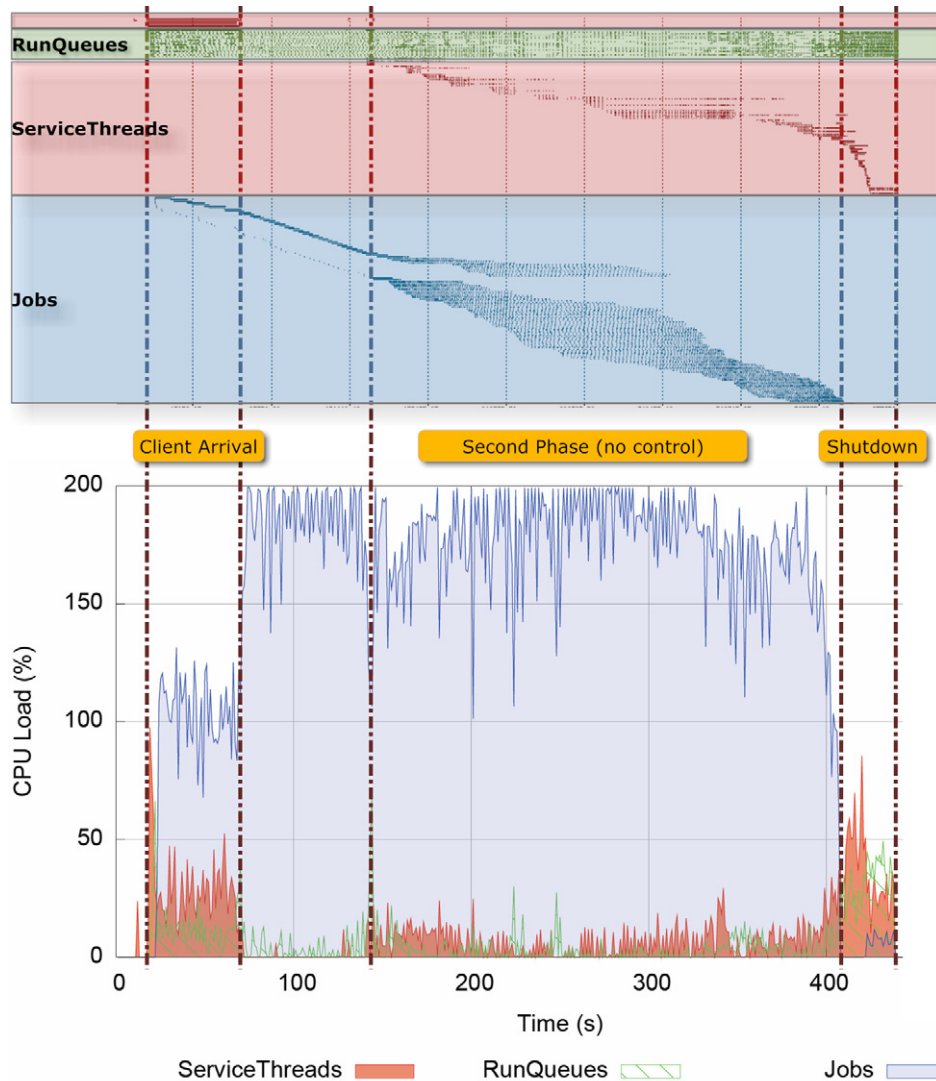 RunQueues
ServiceThreads
Jobs
Client Arrival
Second Phase (no control)
Shutdown
200
150
100
50
0
CPU Load (%)
0 100 200 300 400
Time (s)
ServiceThreads RunQueues Jobs